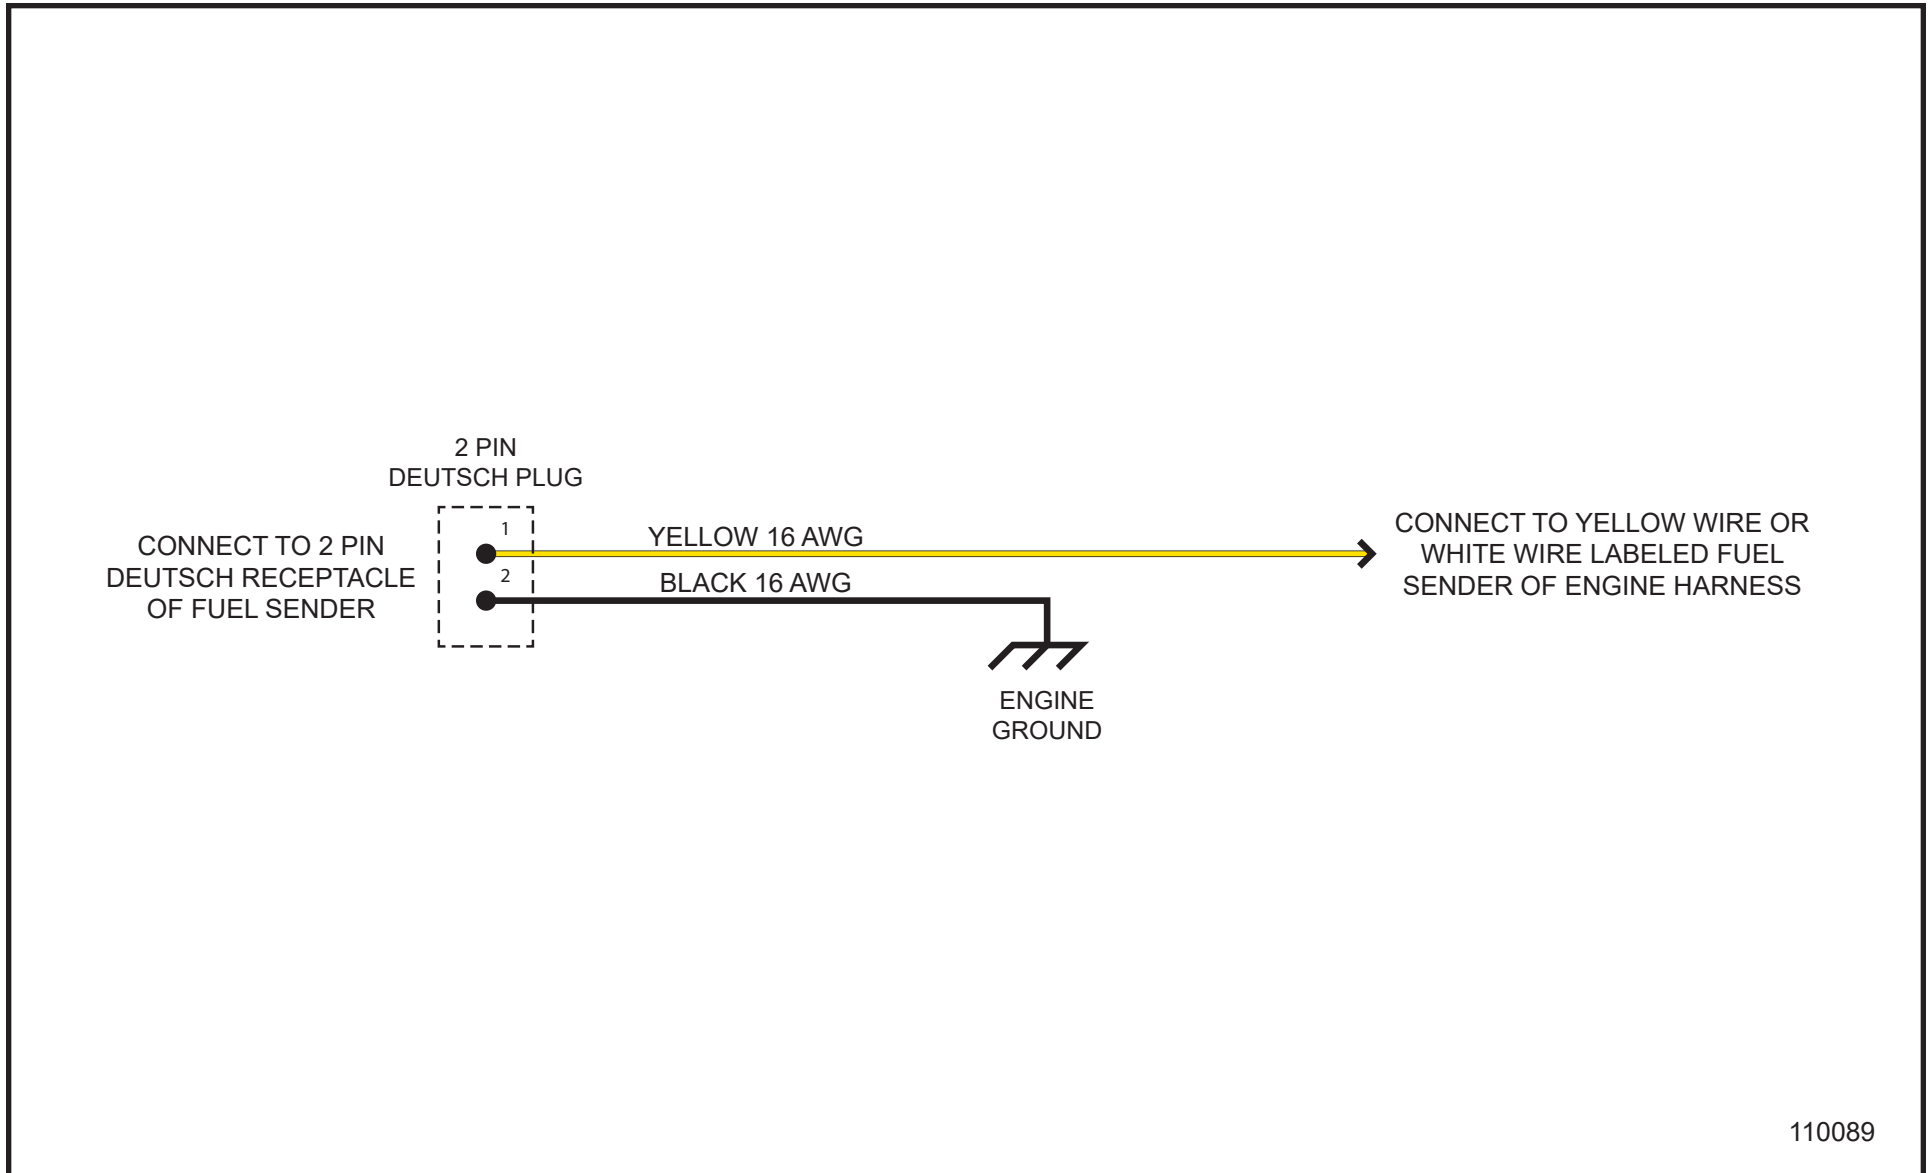 2 PIN
DEUTSCH PLUG
CONNECT TO 2 PIN
DEUTSCH RECEPTACLE
OF FUEL SENDER
1
2
YELLOW 16 AWG
BLACK 16 AWG
CONNECT TO YELLOW WIRE OR
WHITE WIRE LABELED FUEL
SENDER OF ENGINE HARNESS
ENGINE
GROUND
110089